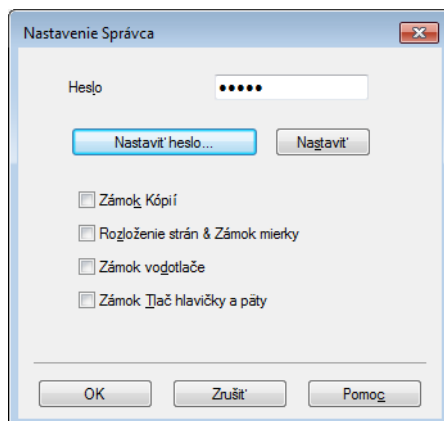 Nastavenie Správca
Heslo •••••
Nastaviť heslo... Nastaviť
Zámok Kópií
Rozloženie strán & Zámok mierky
Zámok vodotlače
Zámok Tlač hlavičky a päty
OK Zrušiť Pomoc